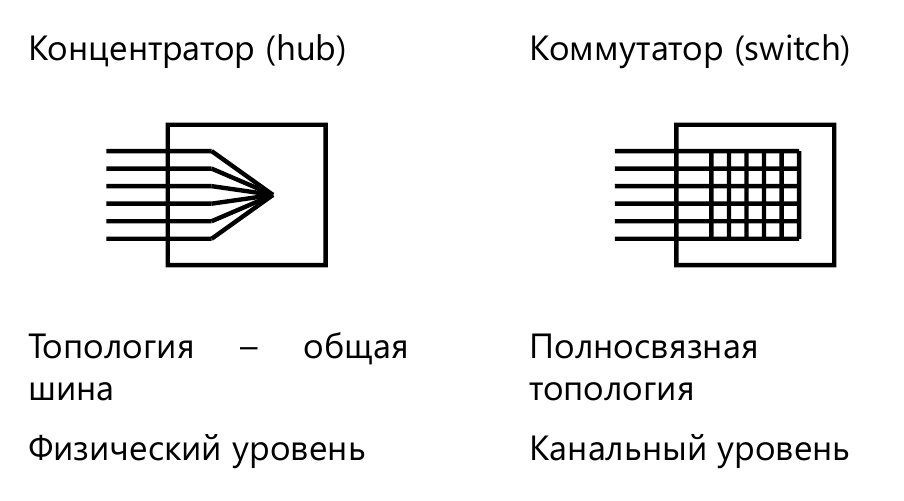 Концентратор (hub)
Коммутатор (switch)
Топология – общая
шина
Полносвязная
топология
Физический уровень
Канальный уровень